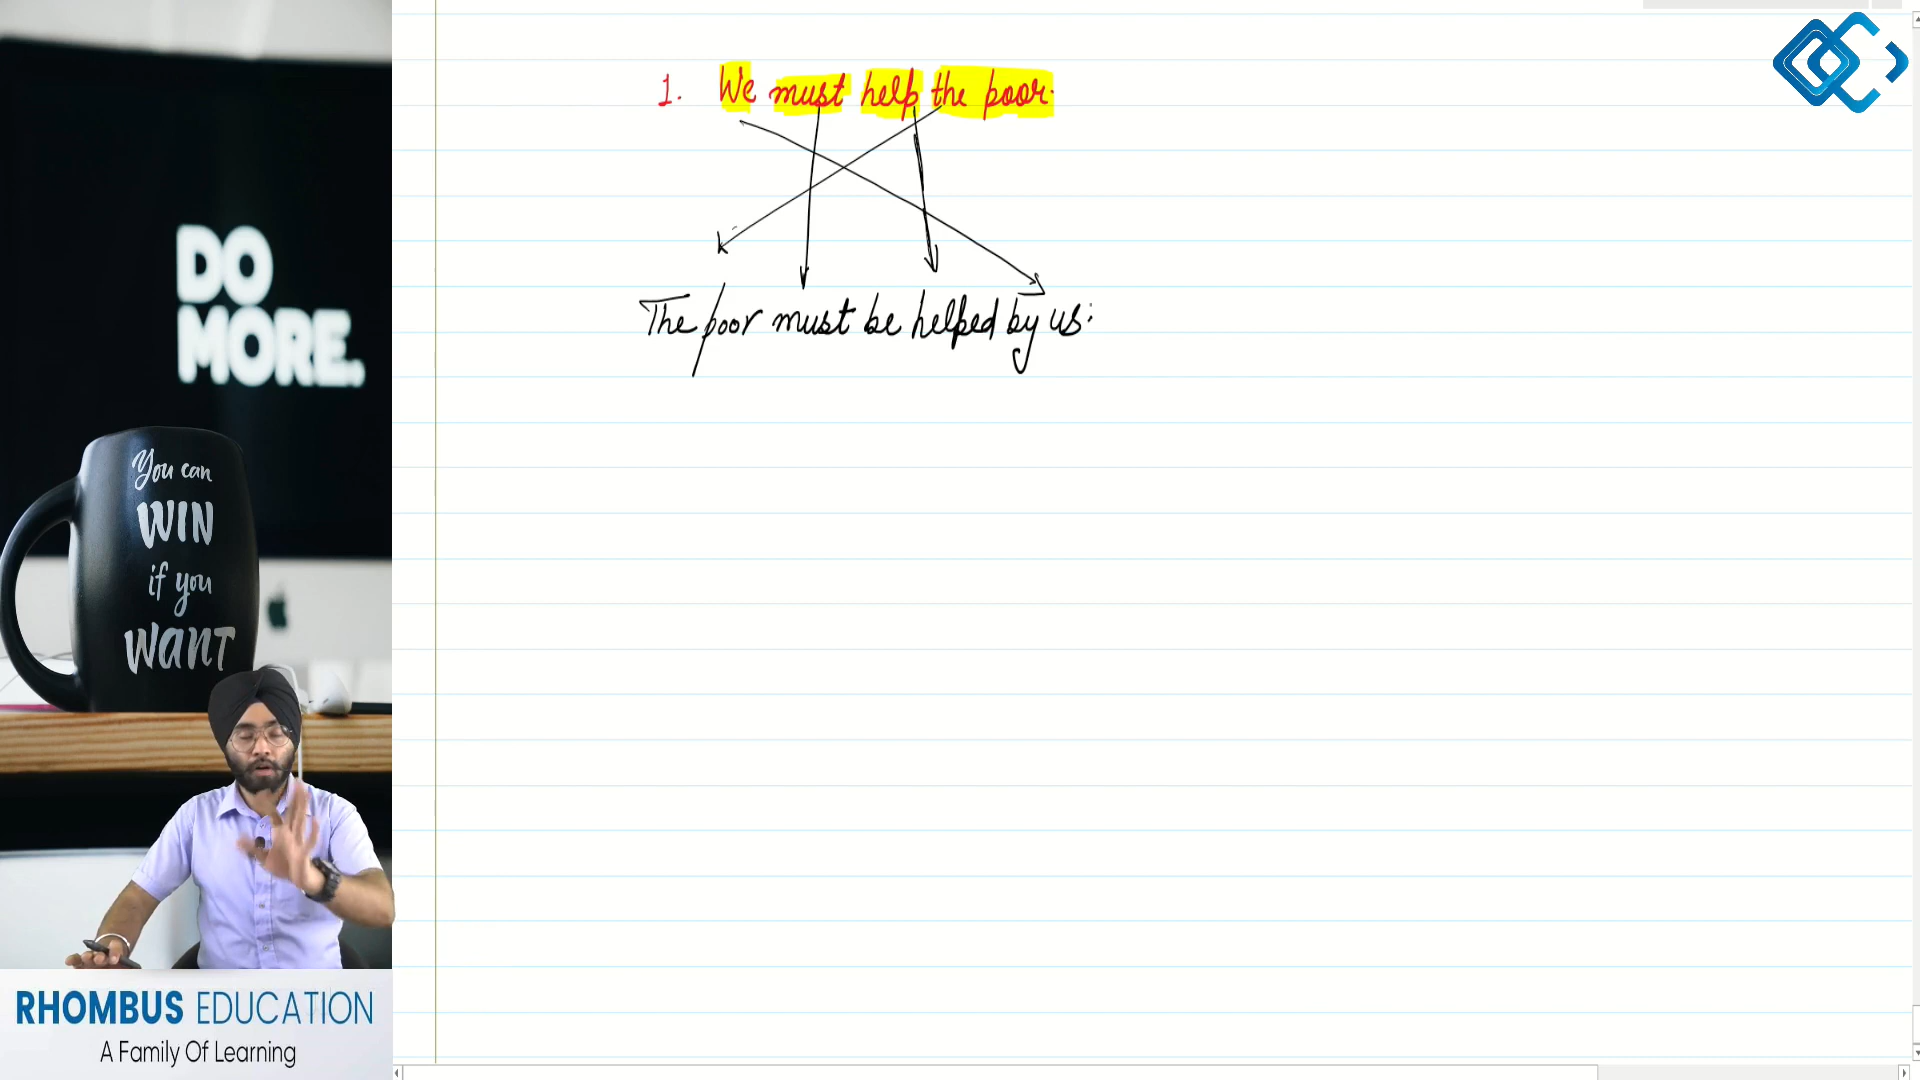 1. We must help the poor.
The poor must be helped by us.
DO
MORE.
You can
WIN
if you
WANT
RHOMBUS EDUCATION
A Family Of Learning